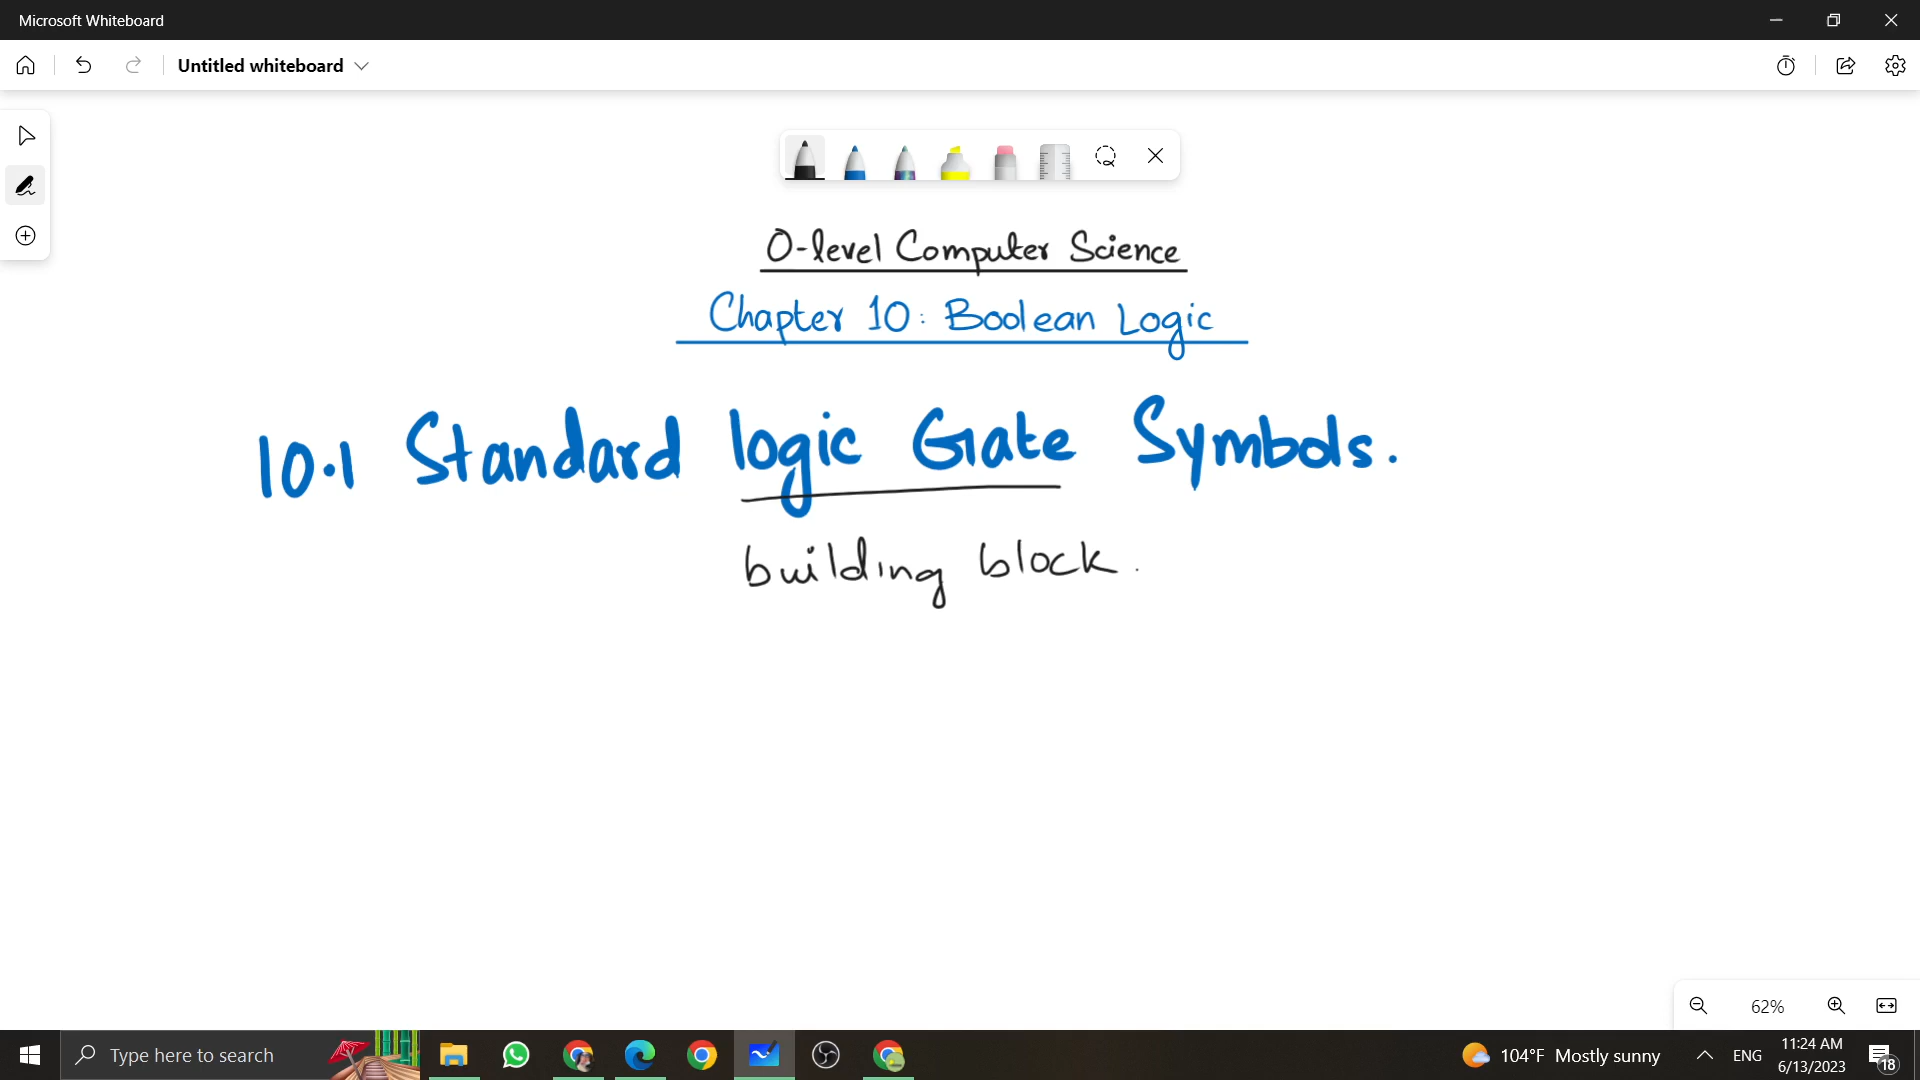 Microsoft Whiteboard
Untitled whiteboard
O-level Computer Science
Chapter 10: Boolean Logic
10.1 Standard logic Gate Symbols.
building block.
62%
Type here to search
104°F Mostly sunny
ENG
11:24 AM
6/13/2023
18